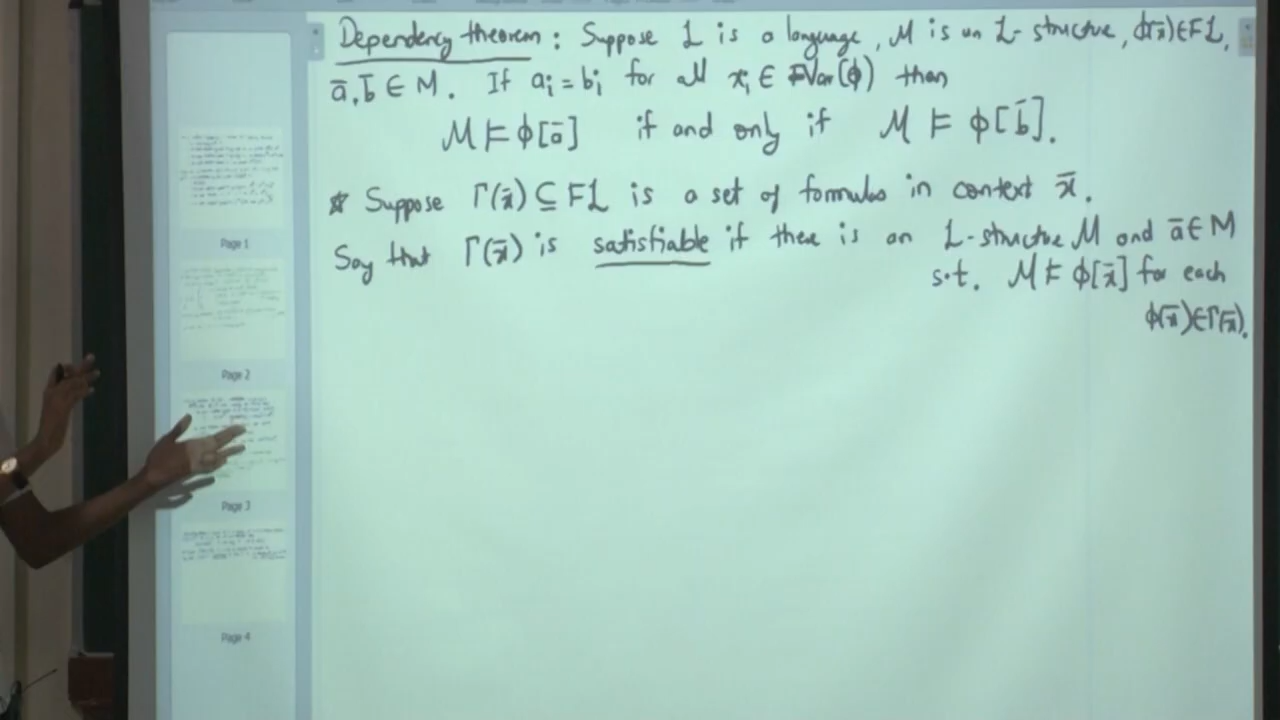 Dependency theorem : Suppose L is a language, M is an L-structure, ϕ(x̄)∈FL,
ā, b̄ ∈ M. If aᵢ = bᵢ for all xᵢ ∈ FVar(ϕ) then
M ⊨ ϕ[ā] if and only if M ⊨ ϕ[b̄].
* Suppose Γ(x̄) ⊆ FL is a set of formulas in context x̄.
Say that Γ(x̄) is satisfiable if there is an L-structure M and ā∈M
s.t. M ⊨ ϕ[x̄] for each
ϕ(x̄)∈Γ(x̄).
Page 1
Page 2
Page 3
Page 4